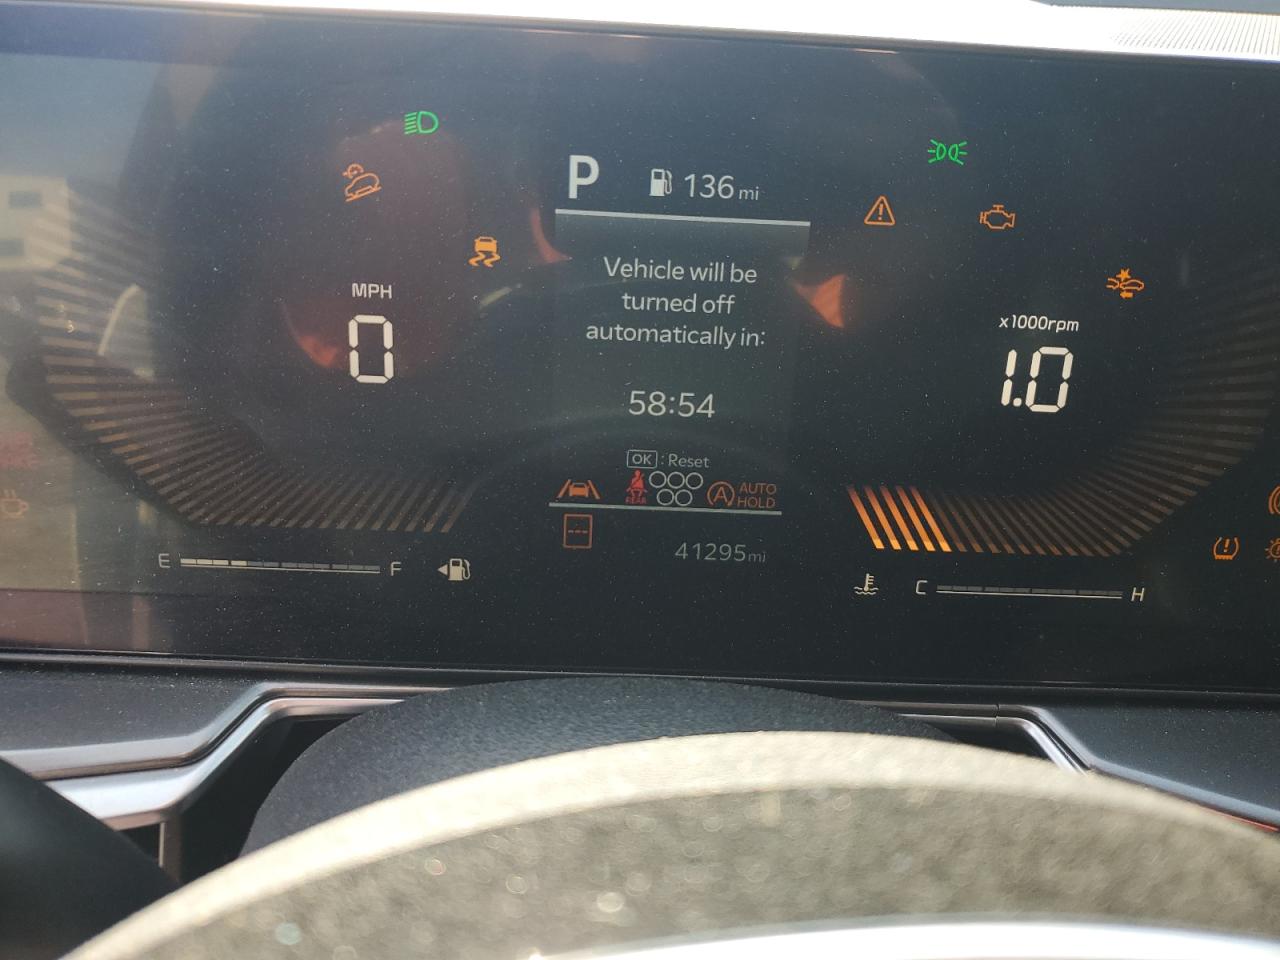 P
136 mi
Vehicle will be
turned off
automatically in:
58:54
OK : Reset
MPH
0
x1000rpm
1.0
REAR
A AUTO
HOLD
E F
41295 mi
C H